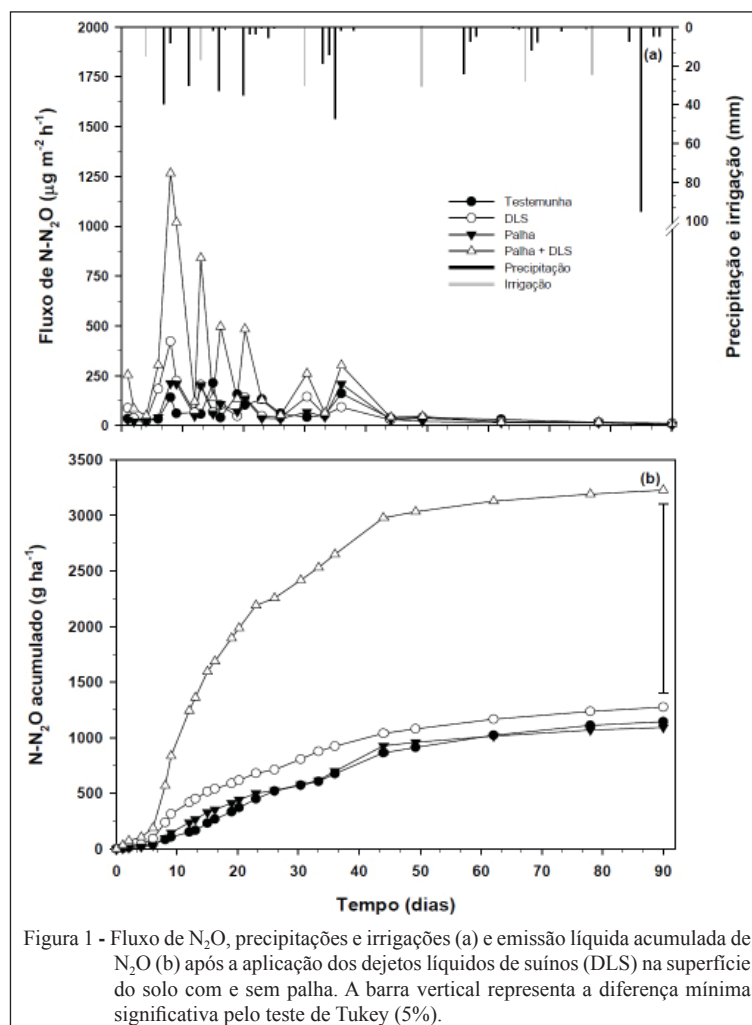 (a)
Fluxo de N-N₂O (µg m⁻² h⁻¹)
2000
1750
1500
1250
1000
750
500
250
0
Precipitação e irrigação (mm)
0
20
40
60
80
100
Testemunha
DLS
Palha
Palha + DLS
Precipitação
Irrigação
(b)
N-N₂O acumulado (g ha⁻¹)
3500
3000
2500
2000
1500
1000
500
0
0 10 20 30 40 50 60 70 80 90
Tempo (dias)
Figura 1 - Fluxo de N₂O, precipitações e irrigações (a) e emissão líquida acumulada de
N₂O (b) após a aplicação dos dejetos líquidos de suínos (DLS) na superfície
do solo com e sem palha. A barra vertical representa a diferença mínima
significativa pelo teste de Tukey (5%).